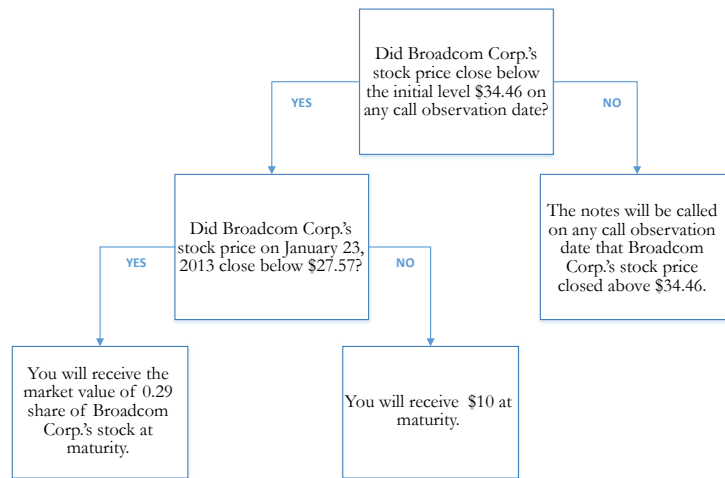 Did Broadcom Corp.'s
stock price close below
the initial level $34.46 on
any call observation date?
YES
NO
Did Broadcom Corp.'s
stock price on January 23,
2013 close below $27.57?
The notes will be called
on any call observation
date that Broadcom
Corp.'s stock price
closed above $34.46.
YES
NO
You will receive the
market value of 0.29
share of Broadcom
Corp.'s stock at
maturity.
You will receive $10 at
maturity.